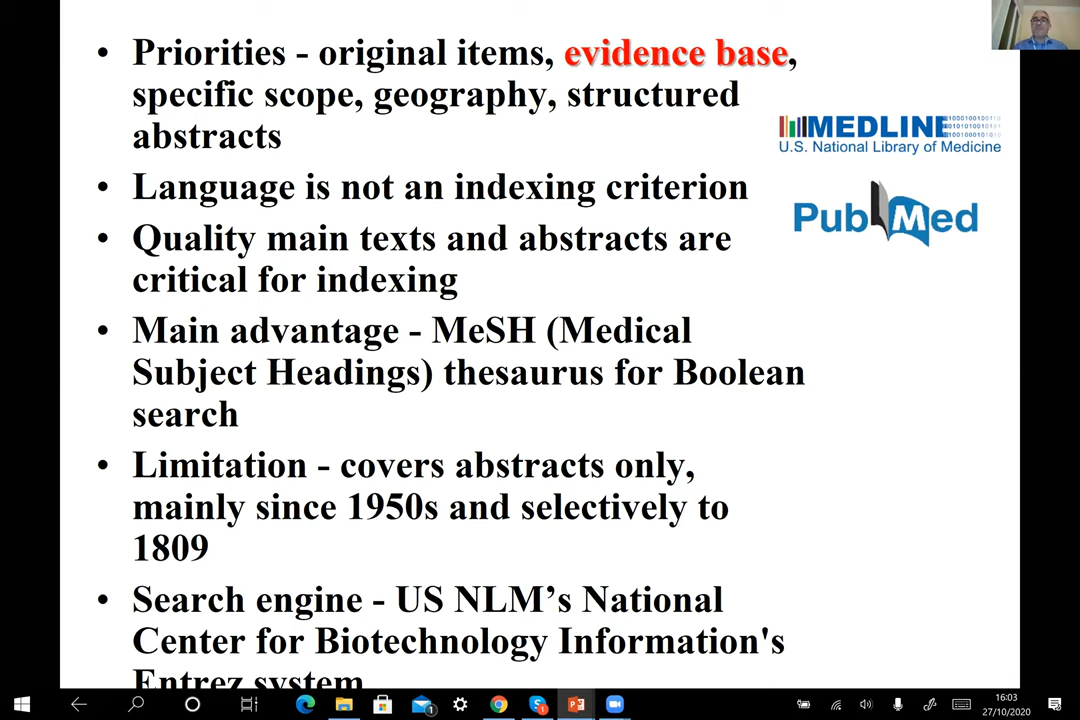 • Priorities - original items, evidence base,
specific scope, geography, structured
abstracts
MEDLINE
U.S. National Library of Medicine
• Language is not an indexing criterion
PubMed
• Quality main texts and abstracts are
critical for indexing
• Main advantage - MeSH (Medical
Subject Headings) thesaurus for Boolean
search
• Limitation - covers abstracts only,
mainly since 1950s and selectively to
1809
• Search engine - US NLM’s National
Center for Biotechnology Information's
Entrez system
16:03
27/10/2020